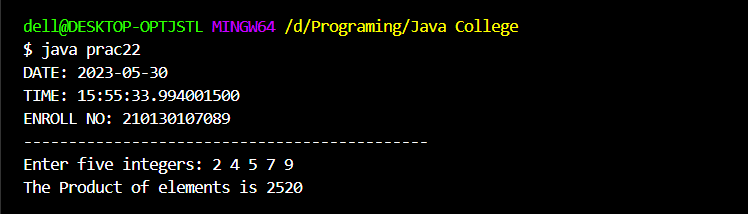 dell@DESKTOP-OPTJSTL MINGW64 /d/Programing/Java College
$ java prac22
DATE: 2023-05-30
TIME: 15:55:33.994001500
ENROLL NO: 210130107089
--------------------------------------------
Enter five integers: 2 4 5 7 9
The Product of elements is 2520